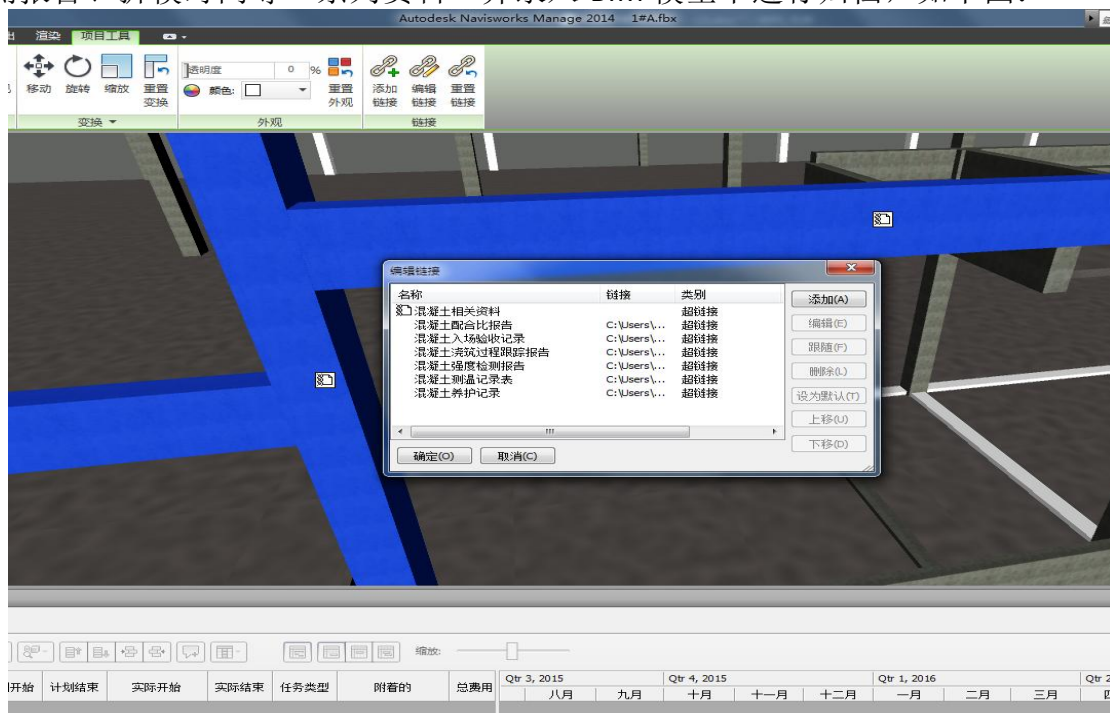 Autodesk Navisworks Manage 2014 1#A.fbx
渲染 项目工具
移动 旋转 缩放 重置变换 透明度 0 % 颜色: 重置外观 添加链接 编辑链接 重置链接
变换 外观 链接
编辑链接
名称 链接 类别
混凝土相关资料 超链接
混凝土配合比报告 C:\Users\... 超链接
混凝土入场验收记录 C:\Users\... 超链接
混凝土浇筑过程跟踪报告 C:\Users\... 超链接
混凝土强度检测报告 C:\Users\... 超链接
混凝土测温记录表 C:\Users\... 超链接
混凝土养护记录 C:\Users\... 超链接
添加(A)
编辑(E)
跟随(F)
删除(L)
设为默认(T)
上移(U)
下移(D)
确定(O) 取消(C)
缩放:
开始 计划结束 实际开始 实际结束 任务类型 附着的 总费用
Qtr 3, 2015 Qtr 4, 2015 Qtr 1, 2016 Qtr 2
八月 九月 十月 十一月 十二月 一月 二月 三月